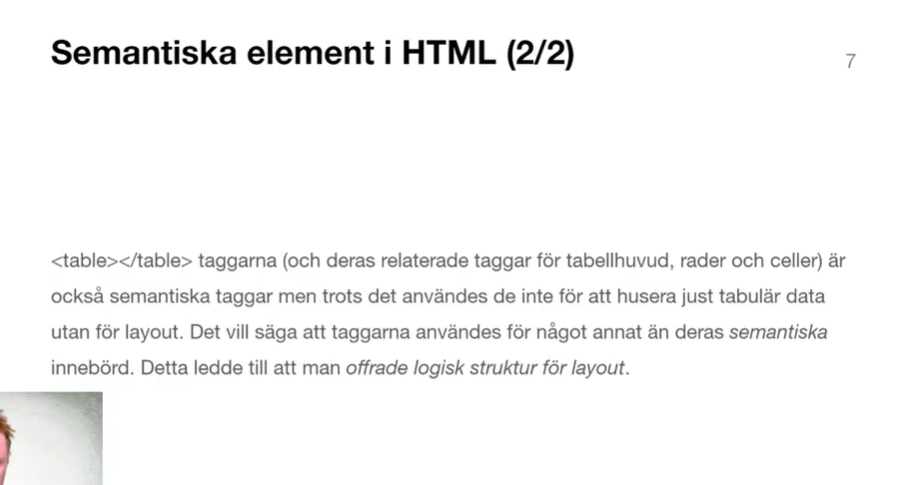 Semantiska element i HTML (2/2)
7
<table></table> taggarna (och deras relaterade taggar för tabellhuvud, rader och celler) är
också semantiska taggar men trots det användes de inte för att husera just tabulär data
utan för layout. Det vill säga att taggarna användes för något annat än deras semantiska
innebörd. Detta ledde till att man offrade logisk struktur för layout.